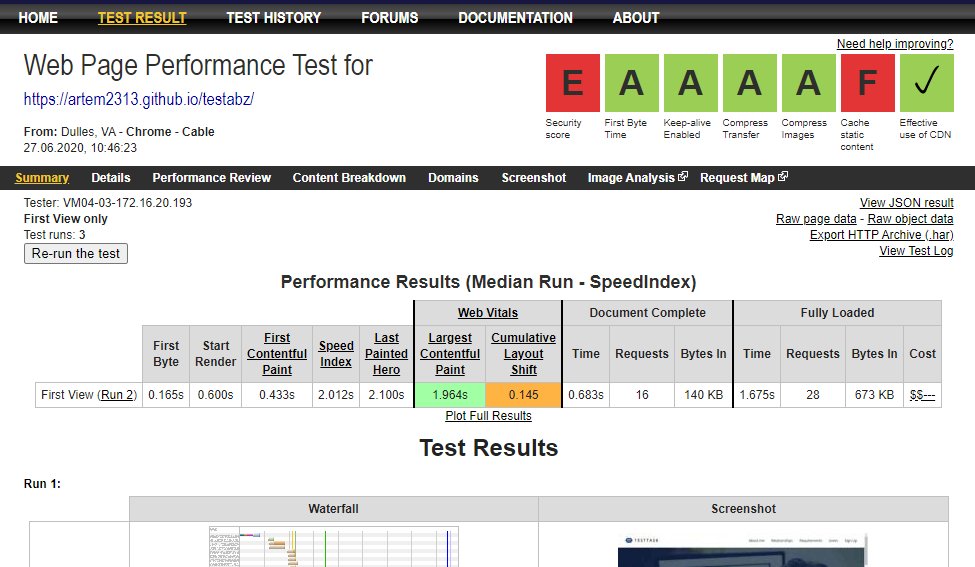 HOME TEST RESULT TEST HISTORY FORUMS DOCUMENTATION ABOUT
Need help improving?
Web Page Performance Test for
https://artem2313.github.io/testabz/
From: Dulles, VA - Chrome - Cable
27.06.2020, 10:46:23
E A A A A F ✓
Security score
First Byte Time
Keep-alive Enabled
Compress Transfer
Compress Images
Cache static content
Effective use of CDN
Summary Details Performance Review Content Breakdown Domains Screenshot Image Analysis Request Map
Tester: VM04-03-172.16.20.193
First View only
Test runs: 3
Re-run the test
View JSON result
Raw page data - Raw object data
Export HTTP Archive (.har)
View Test Log
Performance Results (Median Run - SpeedIndex)
Web Vitals Document Complete Fully Loaded
First Byte
Start Render
First Contentful Paint
Speed Index
Last Painted Hero
Largest Contentful Paint
Cumulative Layout Shift
Time Requests Bytes In Time Requests Bytes In Cost
First View (Run 2) 0.165s 0.600s 0.433s 2.012s 2.100s 1.964s 0.145 0.683s 16 140 KB 1.675s 28 673 KB $$---
Plot Full Results
Test Results
Run 1:
Waterfall Screenshot
TESTTASK